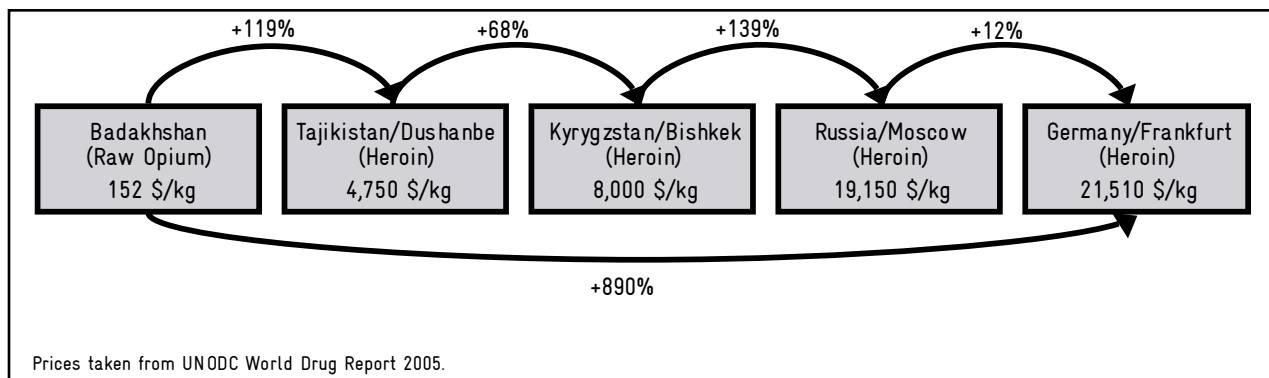 +119%
+68%
+139%
+12%
Badakhshan
(Raw Opium)
152 $/kg
Tajikistan/Dushanbe
(Heroin)
4,750 $/kg
Kyrygzstan/Bishkek
(Heroin)
8,000 $/kg
Russia/Moscow
(Heroin)
19,150 $/kg
Germany/Frankfurt
(Heroin)
21,510 $/kg
+890%
Prices taken from UNODC World Drug Report 2005.